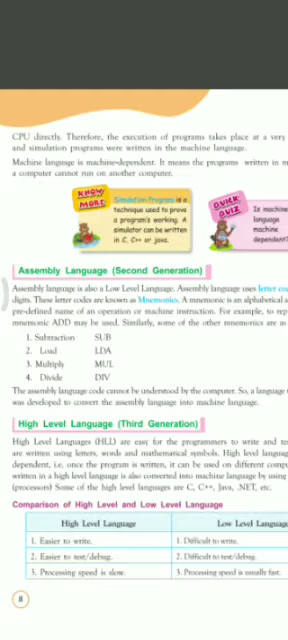 CPU directly. Therefore, the execution of programs takes place at a very
and simulation programs were written in the machine language.
Machine language is machine-dependent. It means the programs written in m
a computer cannot run on another computer.
KNOW MORE
Simulation Program is a
technique used to prove
a program's working. A
simulator can be written
in C, C++ or java.
QUICK QUIZ
Is machine
language
machine
dependent?
Assembly Language (Second Generation)
Assembly language is also a Low Level Language. Assembly language uses letter co
digits. These letter codes are known as Mnemonics. A mnemonic is an alphabetical a
pre-defined name of an operation or machine instruction. For example, to rep
mnemonic ADD may be used. Similarly, some of the other mnemonics are as
1. Subtraction SUB
2. Load LDA
3. Multiply MUL
4. Divide DIV
The assembly language code cannot be understood by the computer. So, a language t
was developed to convert the assembly language into machine language.
High Level Language (Third Generation)
High Level Languages (HLL) are easy for the programmers to write and te
are written using letters, words and mathematical symbols. High level languag
dependent, i.e. once the program is written, it can be used on different compu
written in a high level language is also converted into machine language by using
(processors) Some of the high level languages are C, C++, Java, .NET, etc.
Comparison of High Level and Low Level Language
High Level Language Low Level Language
1. Easier to write. 1. Difficult to write.
2. Easier to test/debug. 2. Difficult to test/debug.
3. Processing speed is slow. 3. Processing speed is usually fast.
8